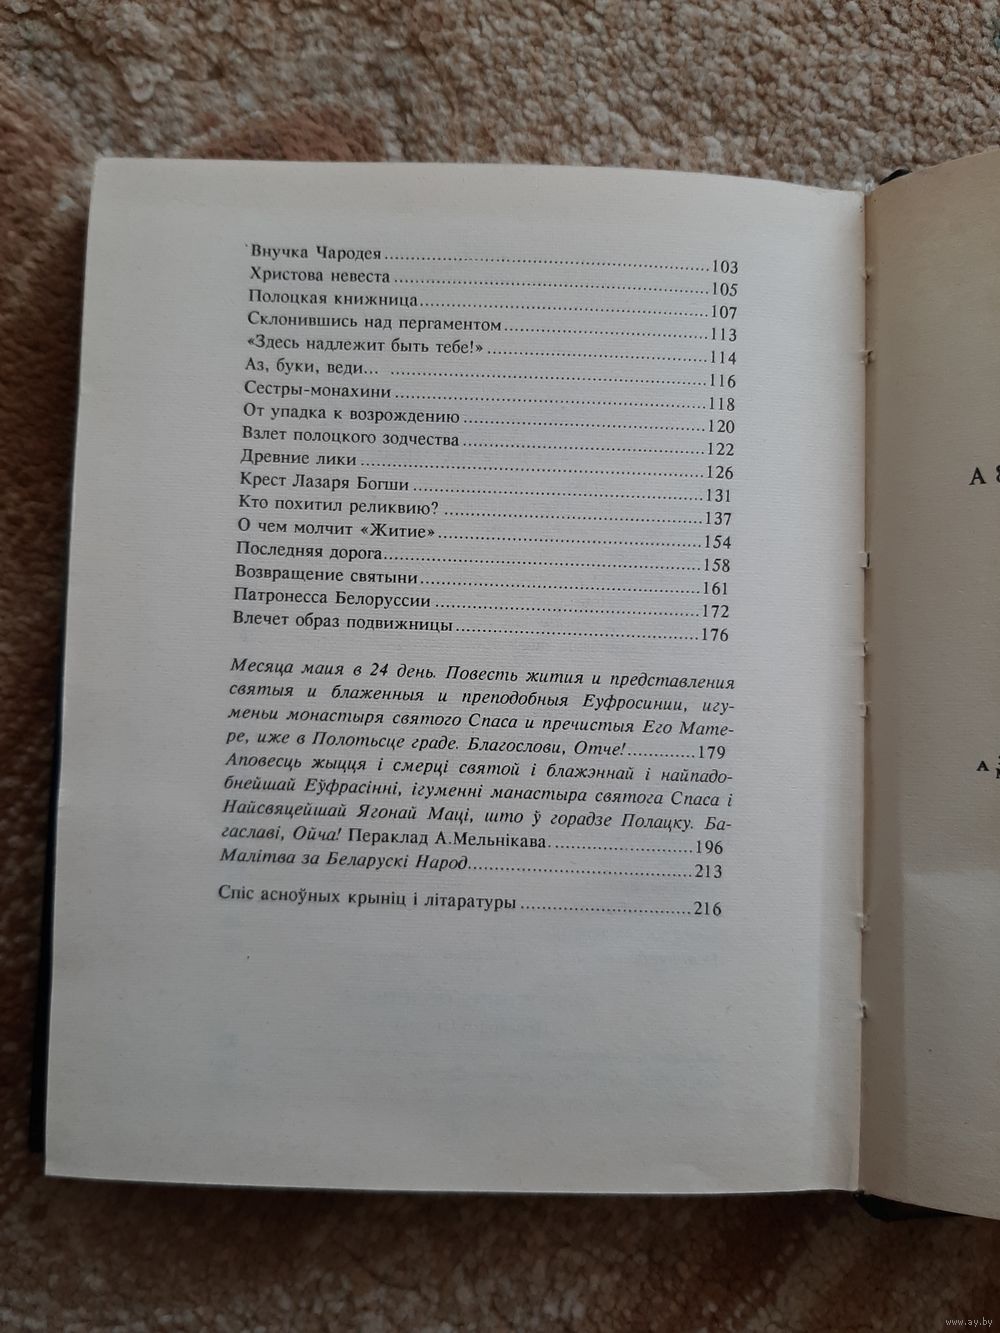 Внучка Чародея 103
Христова невеста 105
Полоцкая книжница 107
Склонившись над пергаментом 113
«Здесь надлежит быть тебе!» 114
Аз, буки, веди... 116
Сестры-монахини 118
От упадка к возрождению 120
Взлет полоцкого зодчества 122
Древние лики 126
Крест Лазаря Богши 131
Кто похитил реликвию? 137
О чем молчит «Житие» 154
Последняя дорога 158
Возвращение святыни 161
Патронесса Белоруссии 172
Влечет образ подвижницы 176
Месяца маия в 24 день. Повесть жития и представления
святыя и блаженныя и преподобныя Еуфросинии, игу-
меньи монастыря святого Спаса и пречистыя Его Мате-
ре, иже в Полотьсце граде. Благослови, Отче! 179
Аповесць жыцця і смерці святой і блажэннай і найпадо-
бнейшай Еўфрасінні, ігуменні манастыра святога Спаса і
Найсвяцейшай Ягонай Маці, што ў горадзе Полацку. Ба-
гаславі, Ойча! Пераклад А.Мельнікава. 196
Малітва за Беларускі Народ 213
Спіс асноўных крыніц і літаратуры 216
www.ay.by